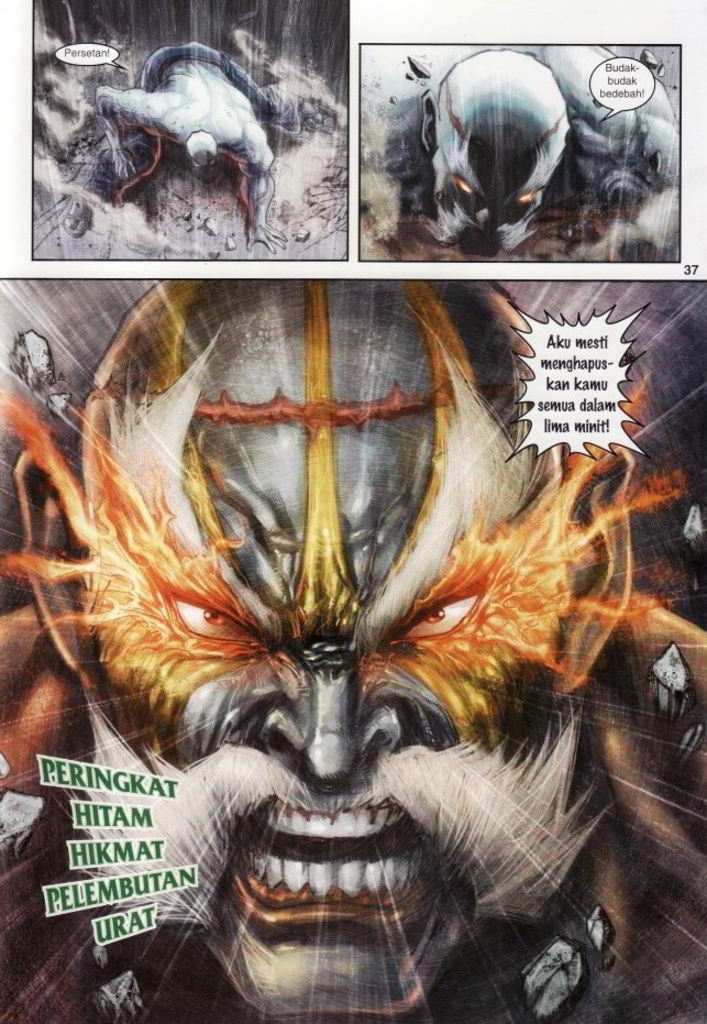 Persetan!
Budak-
budak
bedebah!
37
Aku mesti
menghapus-
kan kamu
semua dalam
lima minit!
PERINGKAT
HITAM
HIKMAT
PELEMBUTAN
URAT